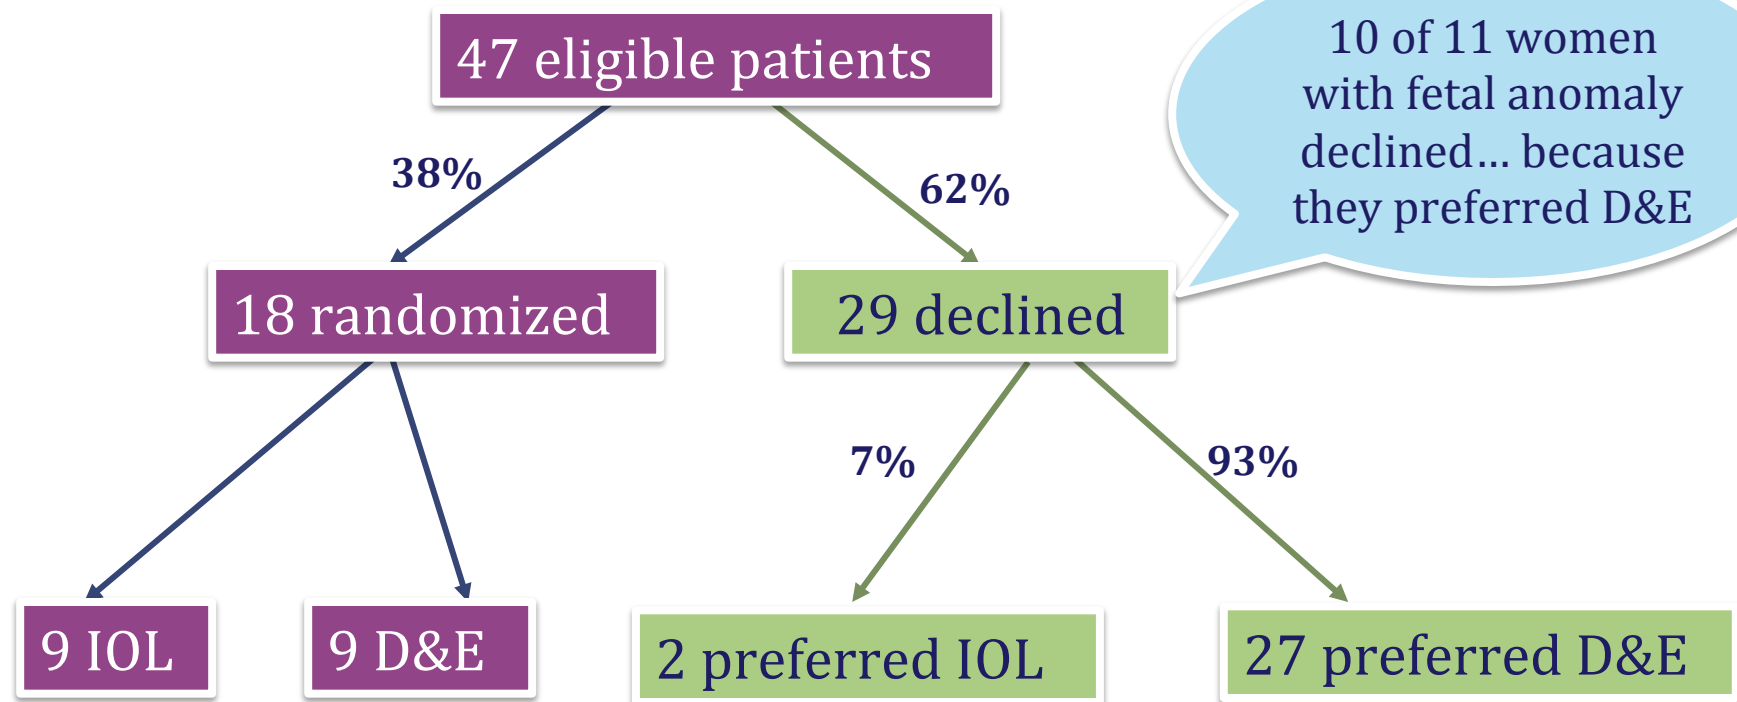 47 eligible patients
10 of 11 women
with fetal anomaly
declined... because
they preferred D&E
38%
62%
18 randomized
29 declined
7%
93%
9 IOL
9 D&E
2 preferred IOL
27 preferred D&E